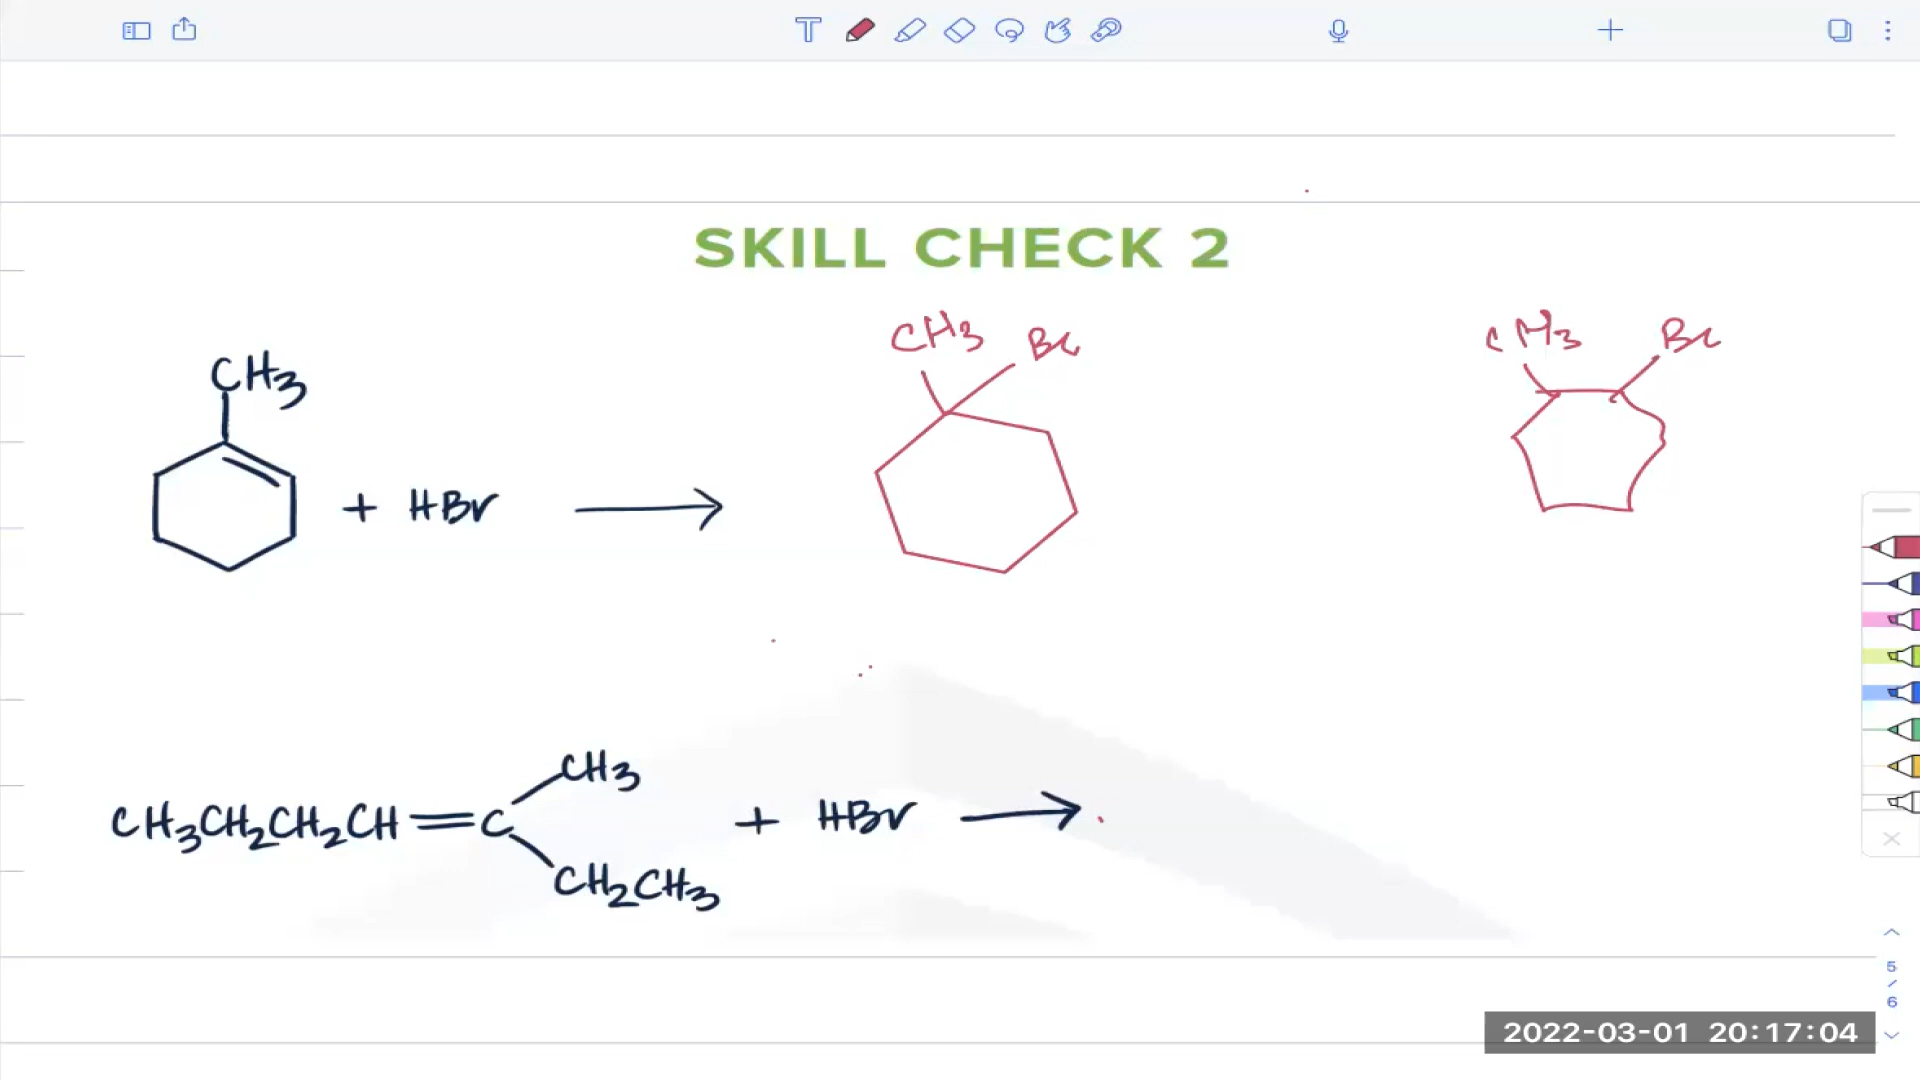 SKILL CHECK 2
CH3 Br
CH3 Br
CH3
+ HBr →
CH3
CH3CH2CH2CH=C + HBr →
CH2CH3
5
/
6
2022-03-01 20:17:04